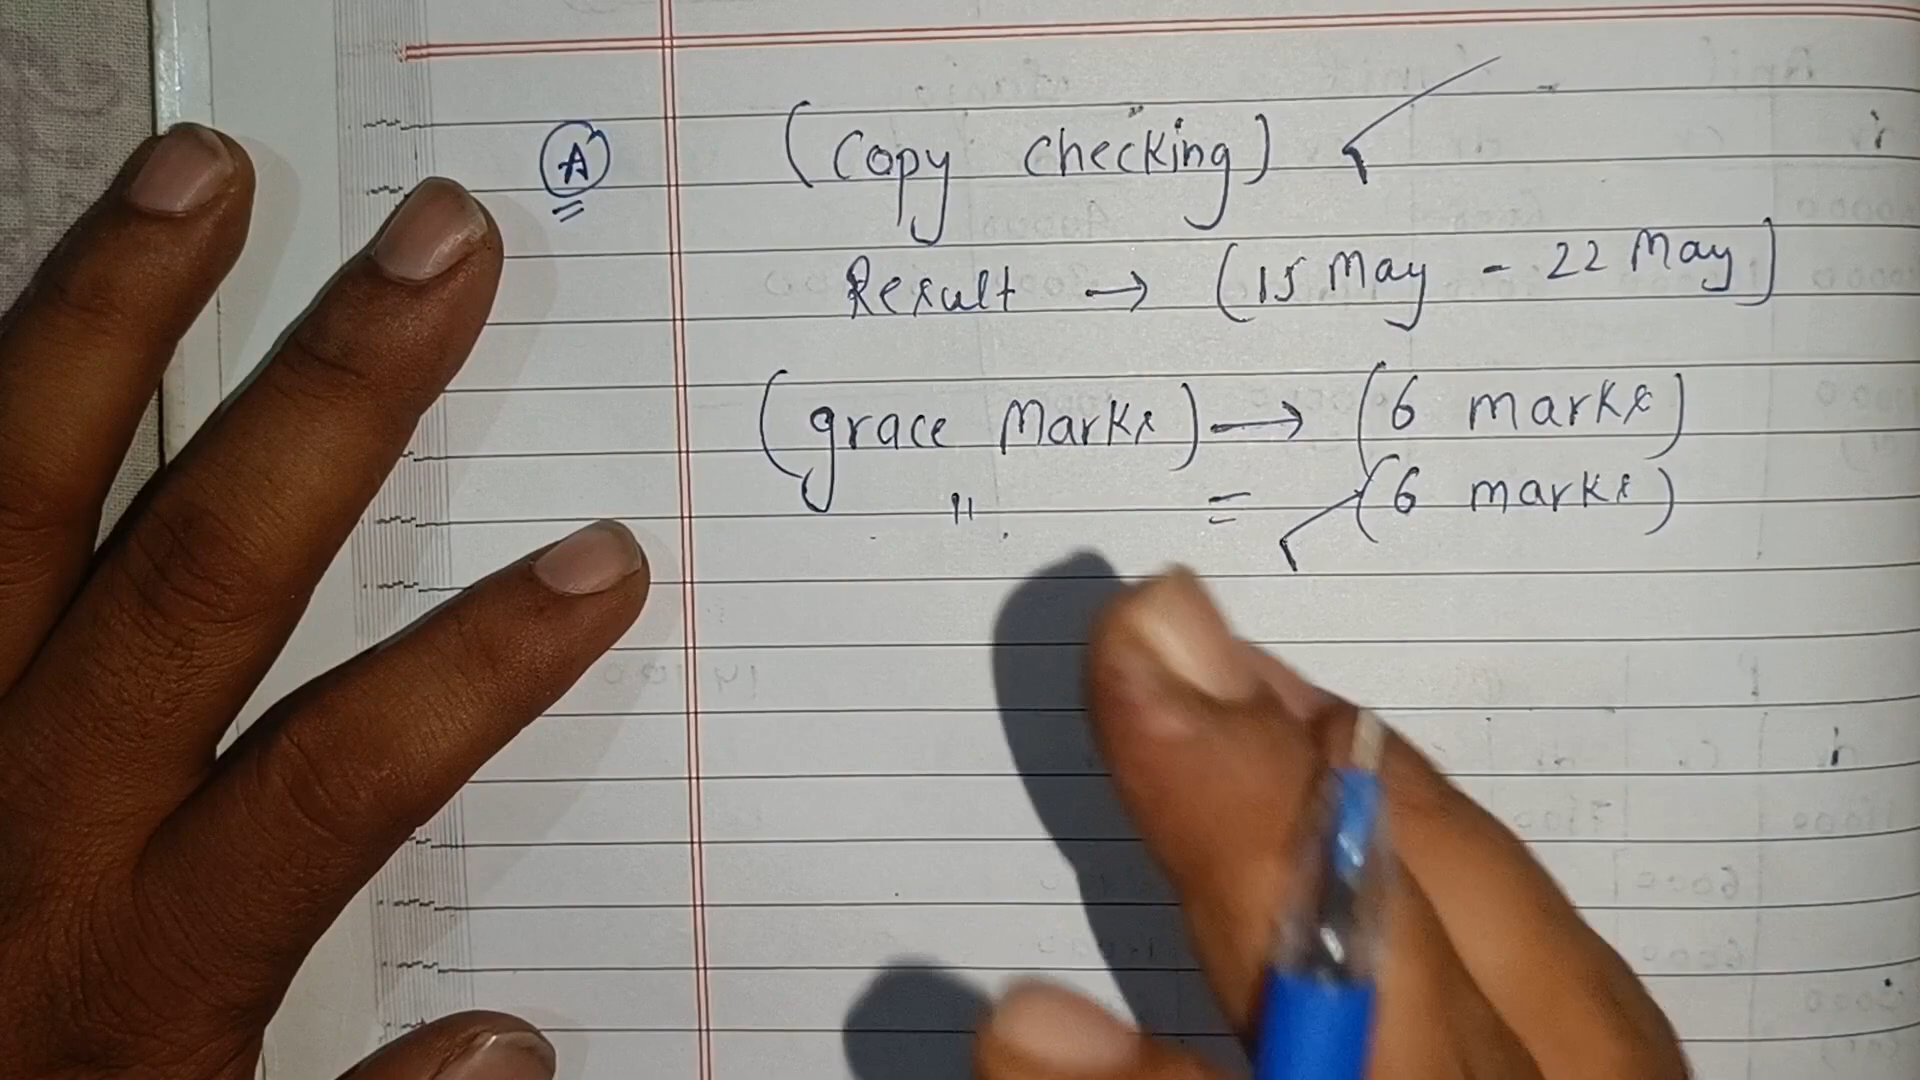 A (Copy checking)
Result → (15 May - 22 May)
(grace Marks) → (6 marks)
" = (6 marks)